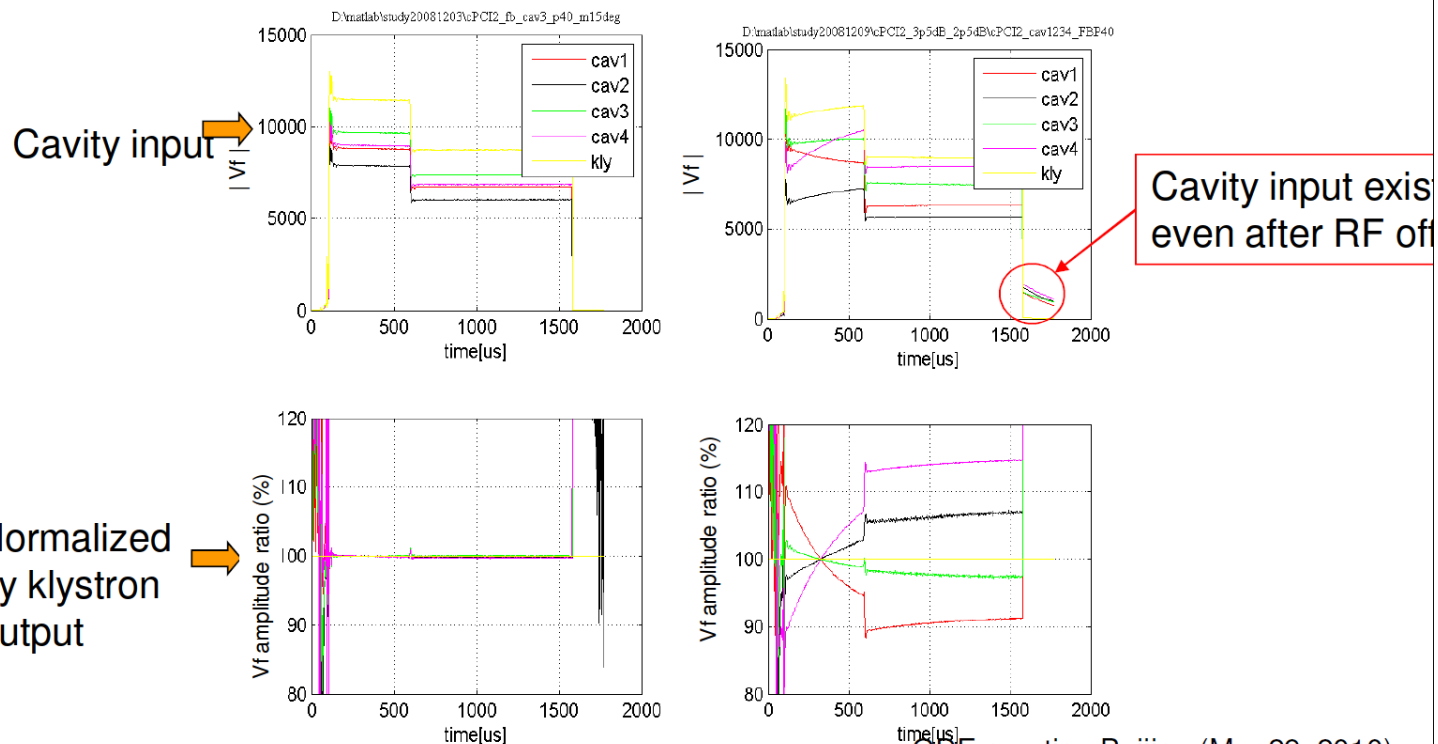 D:\matlab\study20081203\cPCI2_fb_cav3_p40_m15deg
15000
10000
5000
0
0 500 1000 1500 2000
time[us]
| Vf |
cav1
cav2
cav3
cav4
kly
Cavity input
D:\matlab\study20081209\cPCI2_3p5dB_2p5dB\cPCI2_cav1234_FBP40
15000
10000
5000
0
0 500 1000 1500 2000
time[us]
| Vf |
cav1
cav2
cav3
cav4
kly
Cavity input exis
even after RF off
120
110
100
90
80
0 500 1000 1500 2000
time[us]
Vf amplitude ratio (%)
ormalized
y klystron
utput
120
110
100
90
80
0 500 1000 1500 2000
time[us]
Vf amplitude ratio (%)